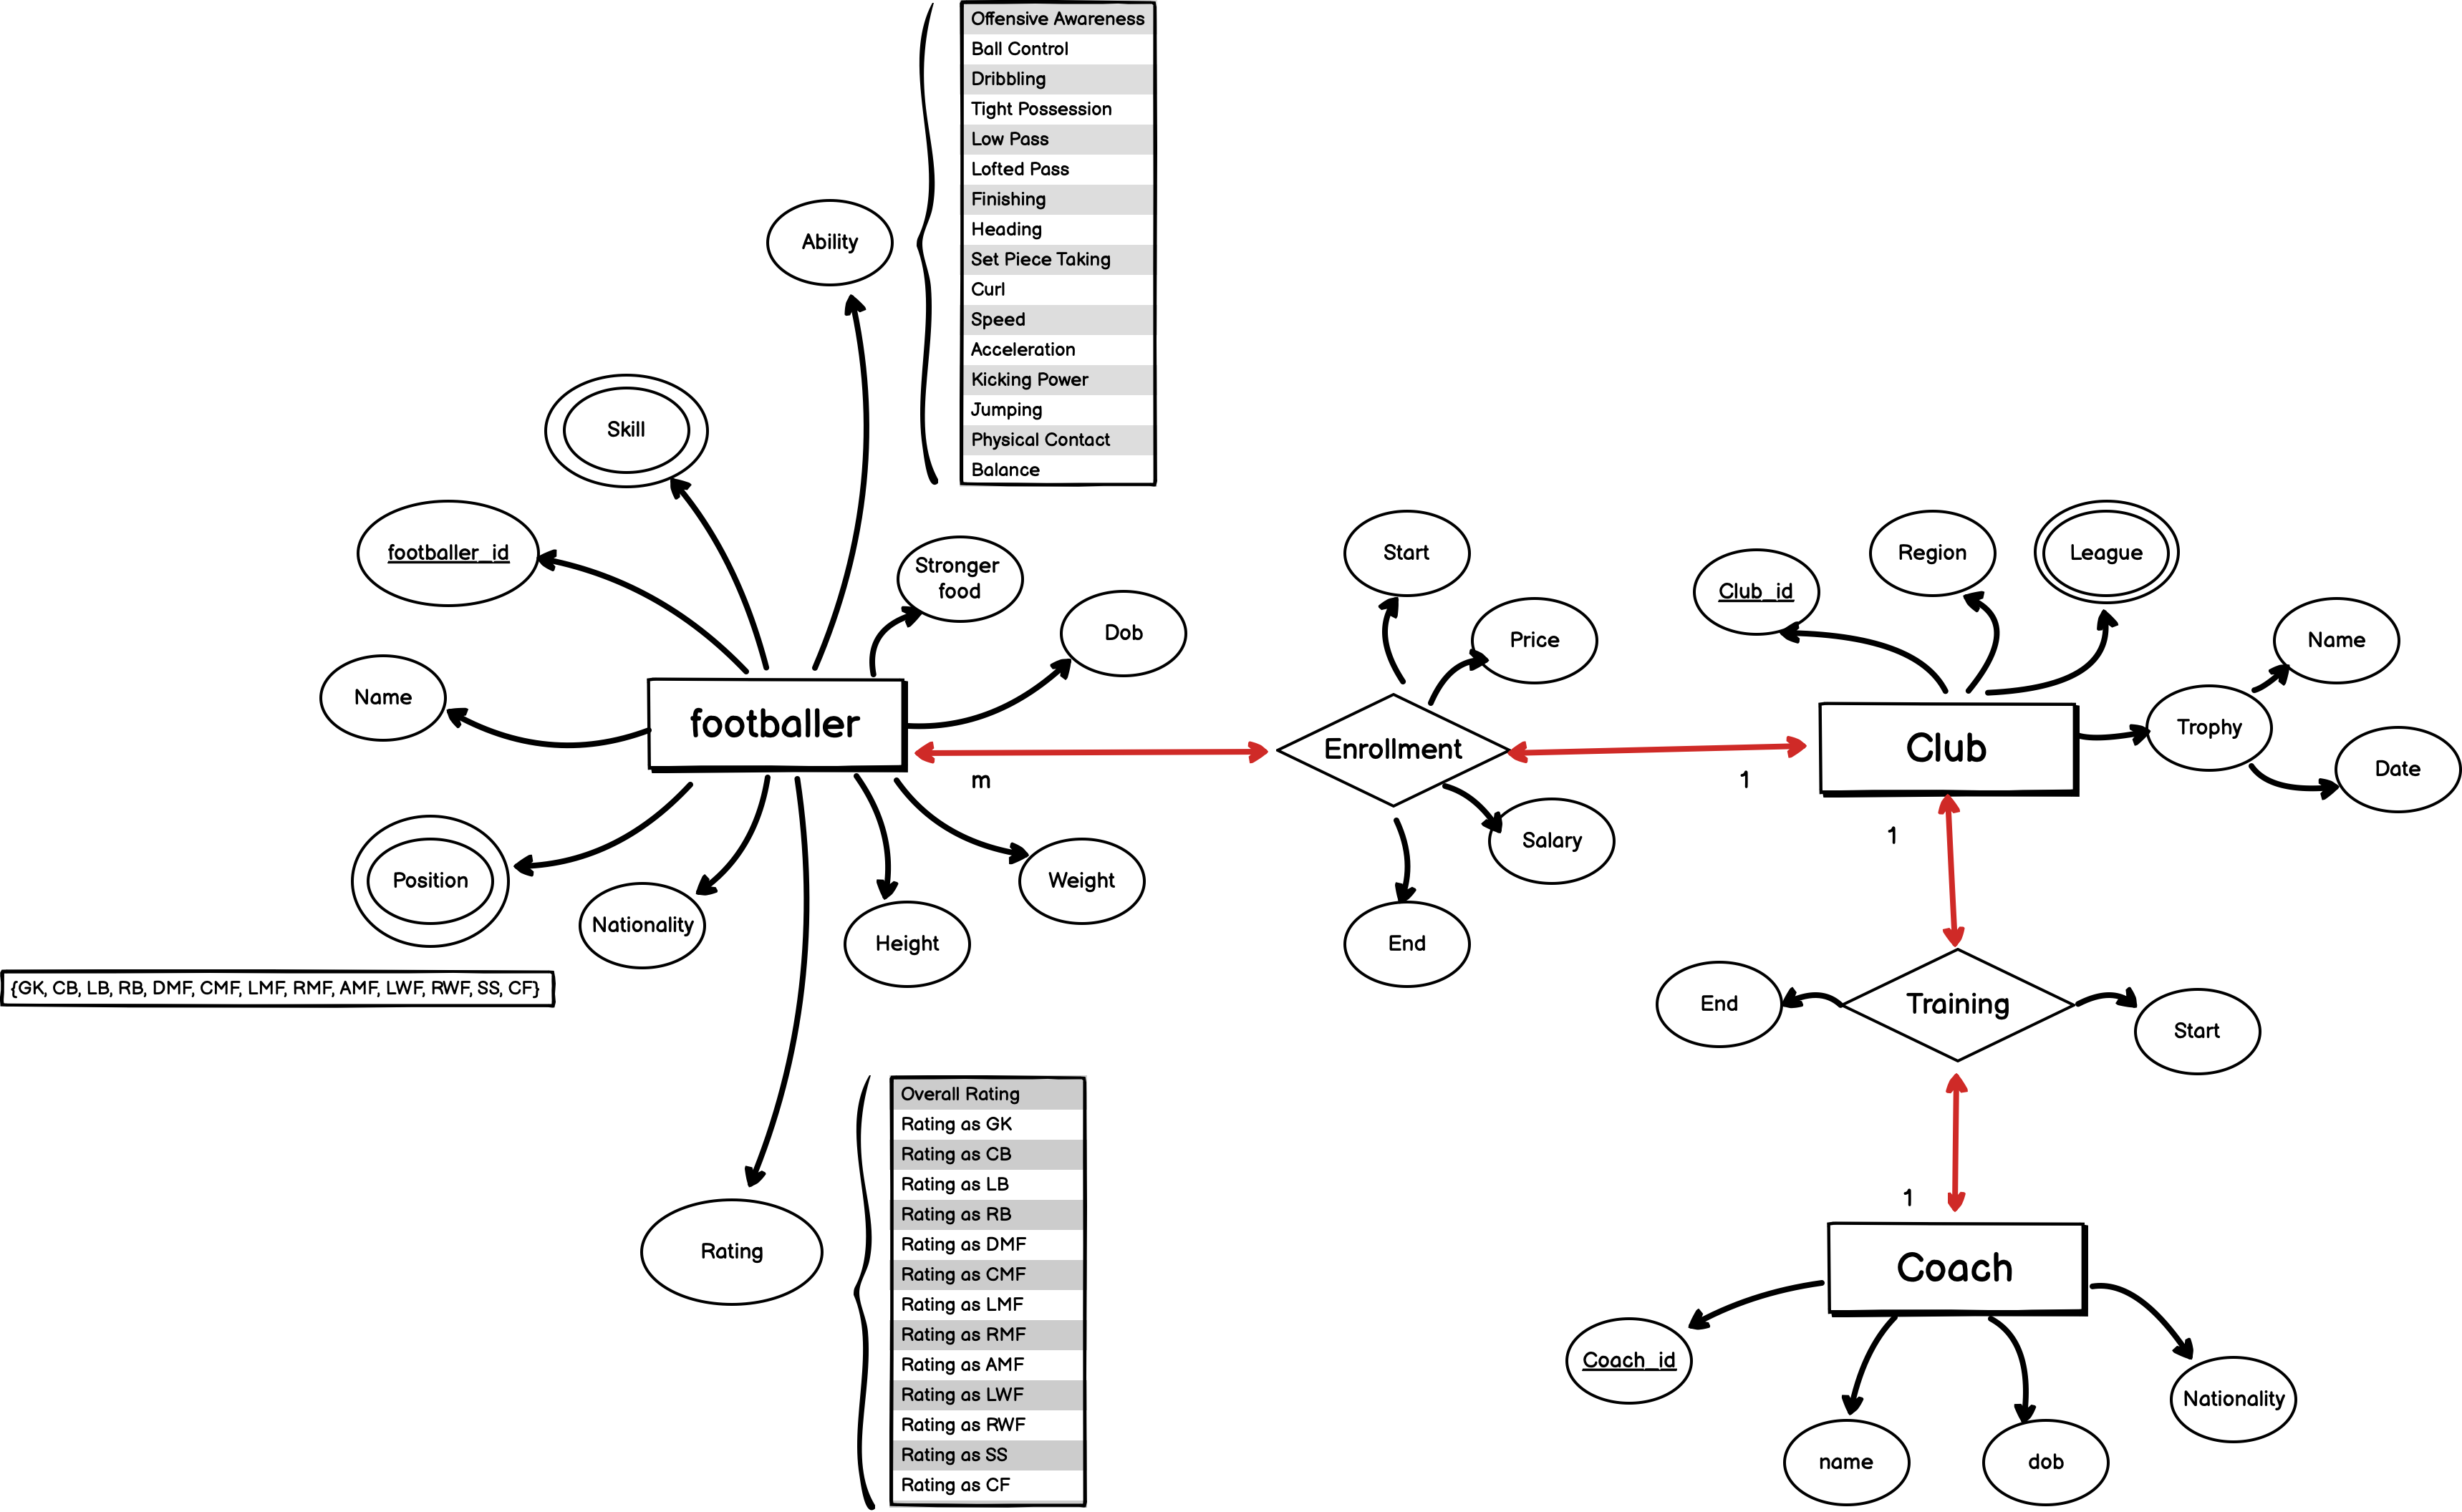 Offensive Awareness
Ball Control
Dribbling
Tight Possession
Low Pass
Lofted Pass
Finishing
Heading
Set Piece Taking
Curl
Speed
Acceleration
Kicking Power
Jumping
Physical Contact
Balance
Ability
Skill
footballer_id
Stronger
food
Dob
Name
footballer
Position
Nationality
Height
Weight
{GK, CB, LB, RB, DMF, CMF, LMF, RMF, AMF, LWF, RWF, SS, CF}
Rating
Overall Rating
Rating as GK
Rating as CB
Rating as LB
Rating as RB
Rating as DMF
Rating as CMF
Rating as LMF
Rating as RMF
Rating as AMF
Rating as LWF
Rating as RWF
Rating as SS
Rating as CF
m
Start
Price
Enrollment
Salary
End
1
Club_id
Region
League
Name
Trophy
Club
Date
1
End
Training
Start
1
Coach
Coach_id
name
dob
Nationality